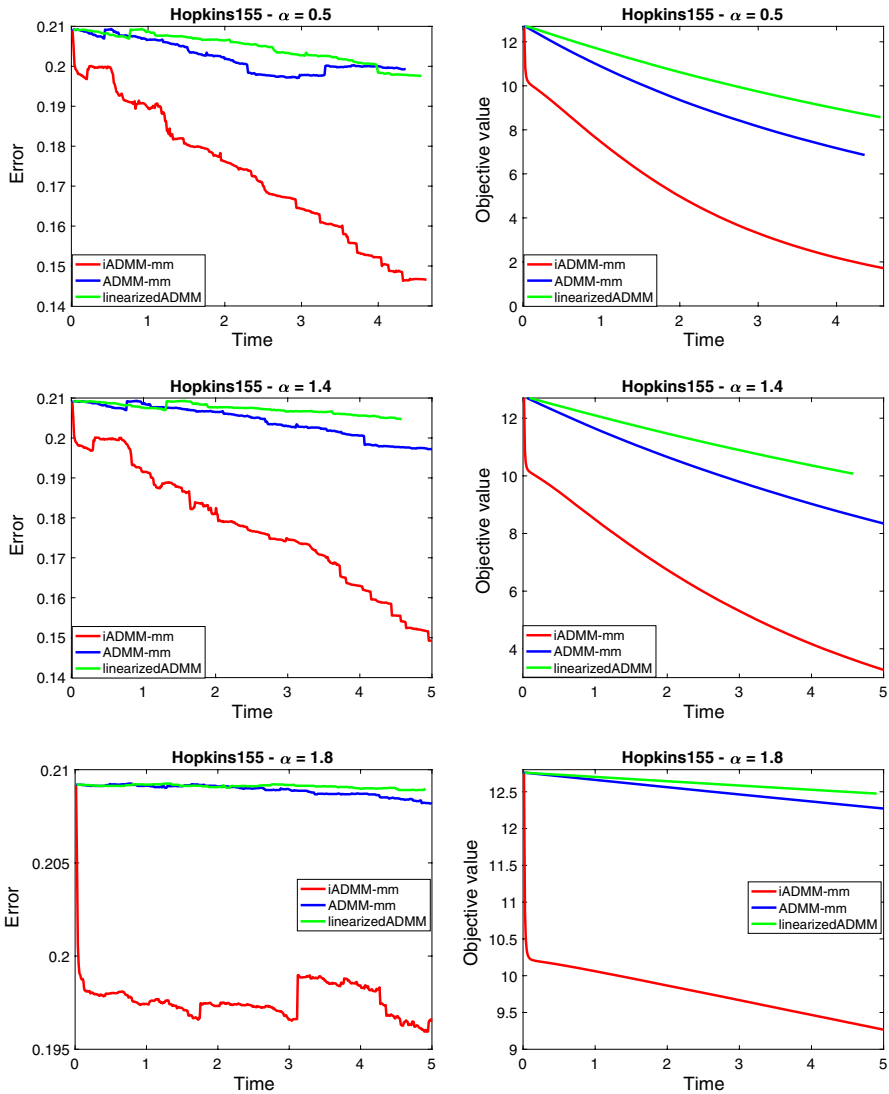 Hopkins155 - α = 0.5
0.21
0.2
0.19
0.18
0.17
0.16
0.15
0.14
Error
iADMM-mm
ADMM-mm
linearizedADMM
0
1
2
3
4
Time
Hopkins155 - α = 0.5
12
10
8
6
4
2
0
Objective value
iADMM-mm
ADMM-mm
linearizedADMM
0
1
2
3
4
Time
Hopkins155 - α = 1.4
0.21
0.2
0.19
0.18
0.17
0.16
0.15
0.14
Error
iADMM-mm
ADMM-mm
linearizedADMM
0
1
2
3
4
5
Time
Hopkins155 - α = 1.4
12
10
8
6
4
Objective value
iADMM-mm
ADMM-mm
linearizedADMM
0
1
2
3
4
5
Time
Hopkins155 - α = 1.8
0.21
0.205
0.2
0.195
Error
iADMM-mm
ADMM-mm
linearizedADMM
0
1
2
3
4
5
Time
Hopkins155 - α = 1.8
12.5
12
11.5
11
10.5
10
9.5
9
Objective value
iADMM-mm
ADMM-mm
linearizedADMM
0
1
2
3
4
5
Time